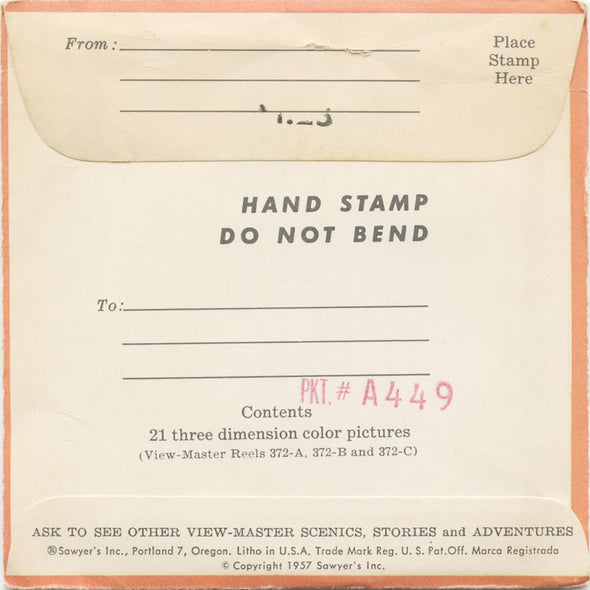 From:
Place
Stamp
Here
HAND STAMP
DO NOT BEND
To:
PKT. # A449
Contents
21 three dimension color pictures
(View-Master Reels 372-A, 372-B and 372-C)
ASK TO SEE OTHER VIEW-MASTER SCENICS, STORIES and ADVENTURES
®Sawyer's Inc., Portland 7, Oregon. Litho in U.S.A. Trade Mark Reg. U. S. Pat.Off. Marca Registrada
© Copyright 1957 Sawyer's Inc.